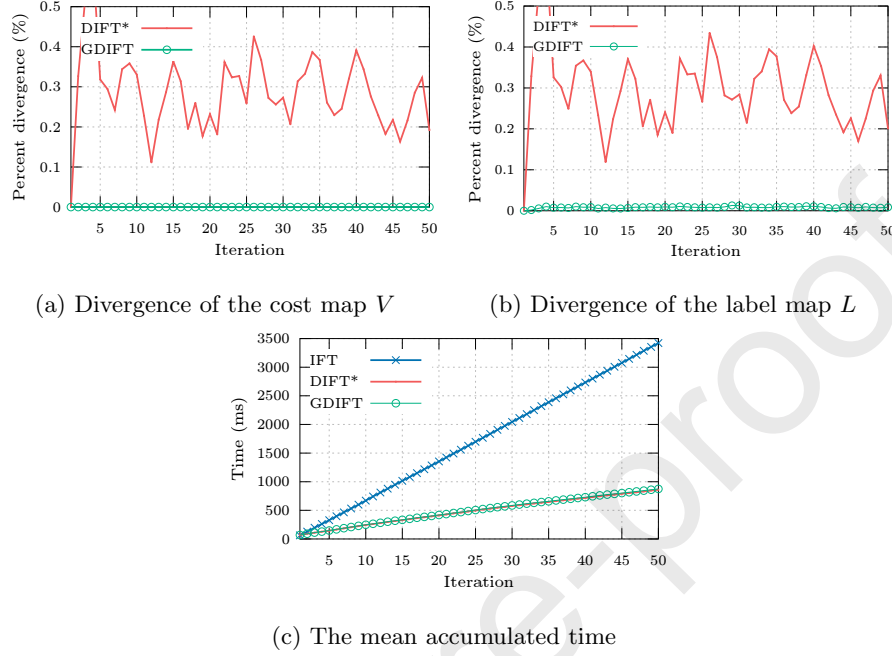 Percent divergence (%)
0.5
0.4
0.3
0.2
0.1
0
DIFT*
GDIFT
5 10 15 20 25 30 35 40 45 50
Iteration
(a) Divergence of the cost map V
Percent divergence (%)
0.5
0.4
0.3
0.2
0.1
0
DIFT*
GDIFT
5 10 15 20 25 30 35 40 45 50
Iteration
(b) Divergence of the label map L
Time (ms)
3500
3000
2500
2000
1500
1000
500
0
IFT
DIFT*
GDIFT
5 10 15 20 25 30 35 40 45 50
Iteration
(c) The mean accumulated time
e-proof